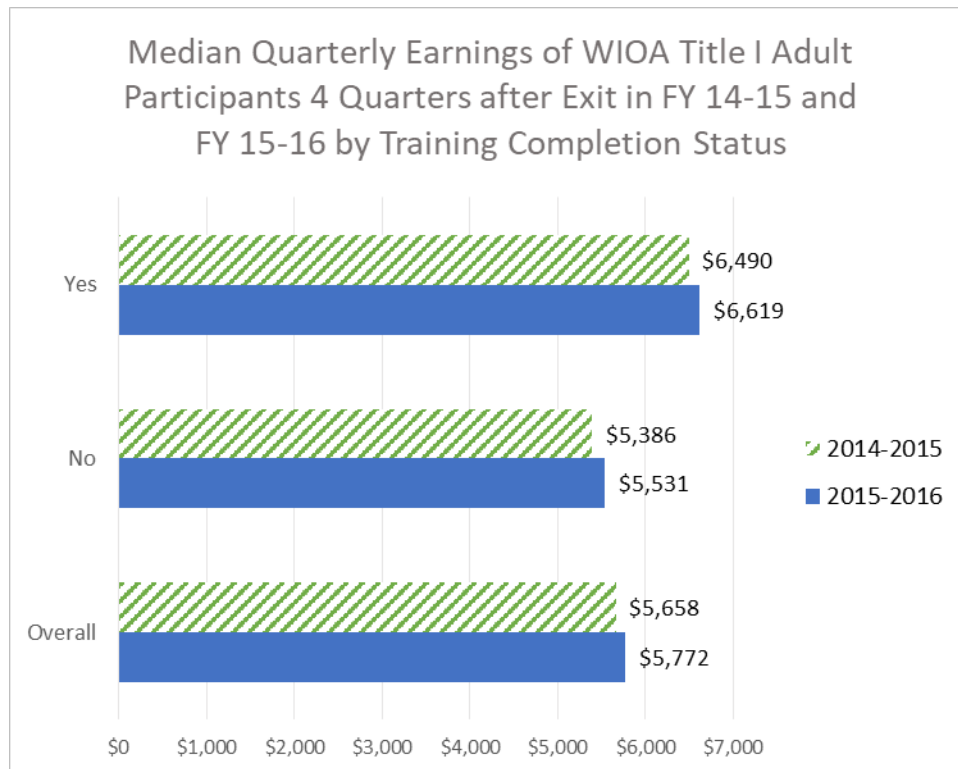 Median Quarterly Earnings of WIOA Title I Adult
Participants 4 Quarters after Exit in FY 14-15 and
FY 15-16 by Training Completion Status
Yes
$6,490
$6,619
No
$5,386
$5,531
Overall
$5,658
$5,772
2014-2015
2015-2016
$0 $1,000 $2,000 $3,000 $4,000 $5,000 $6,000 $7,000